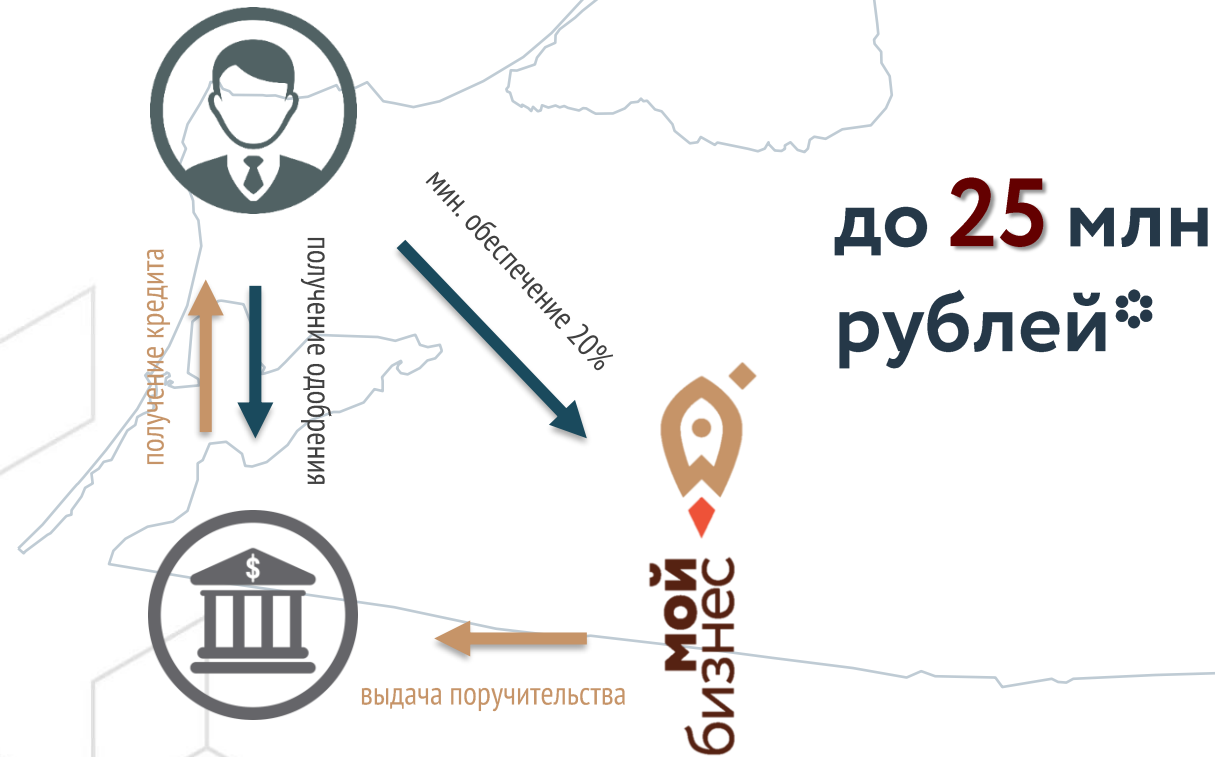 мин. обеспечение 20%
до 25 млн
рублей*
получение кредита
получение одобрения
$
мой
бизнес
выдача поручительства